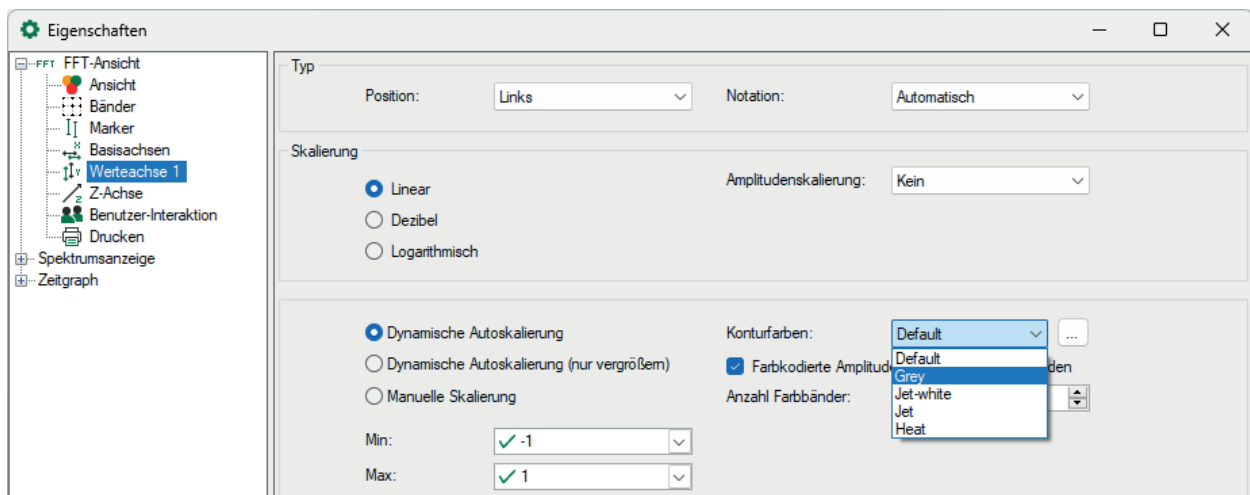 Eigenschaften
FFT FFT-Ansicht
Ansicht
Bänder
Marker
X Basisachsen
Y Werteachse 1
Z Z-Achse
Benutzer-Interaktion
Drucken
Spektrumsanzeige
Zeitgraph
Typ
Position: Links Notation: Automatisch
Skalierung
Linear Amplitudenskalierung: Kein
Dezibel
Logarithmisch
Dynamische Autoskalierung Konturfarben: Default ...
Default
Dynamische Autoskalierung (nur vergrößern) Farbkodierte Amplitude den
Grey
Manuelle Skalierung Anzahl Farbbänder: Jet-white
Jet
Heat
Min: -1
Max: 1